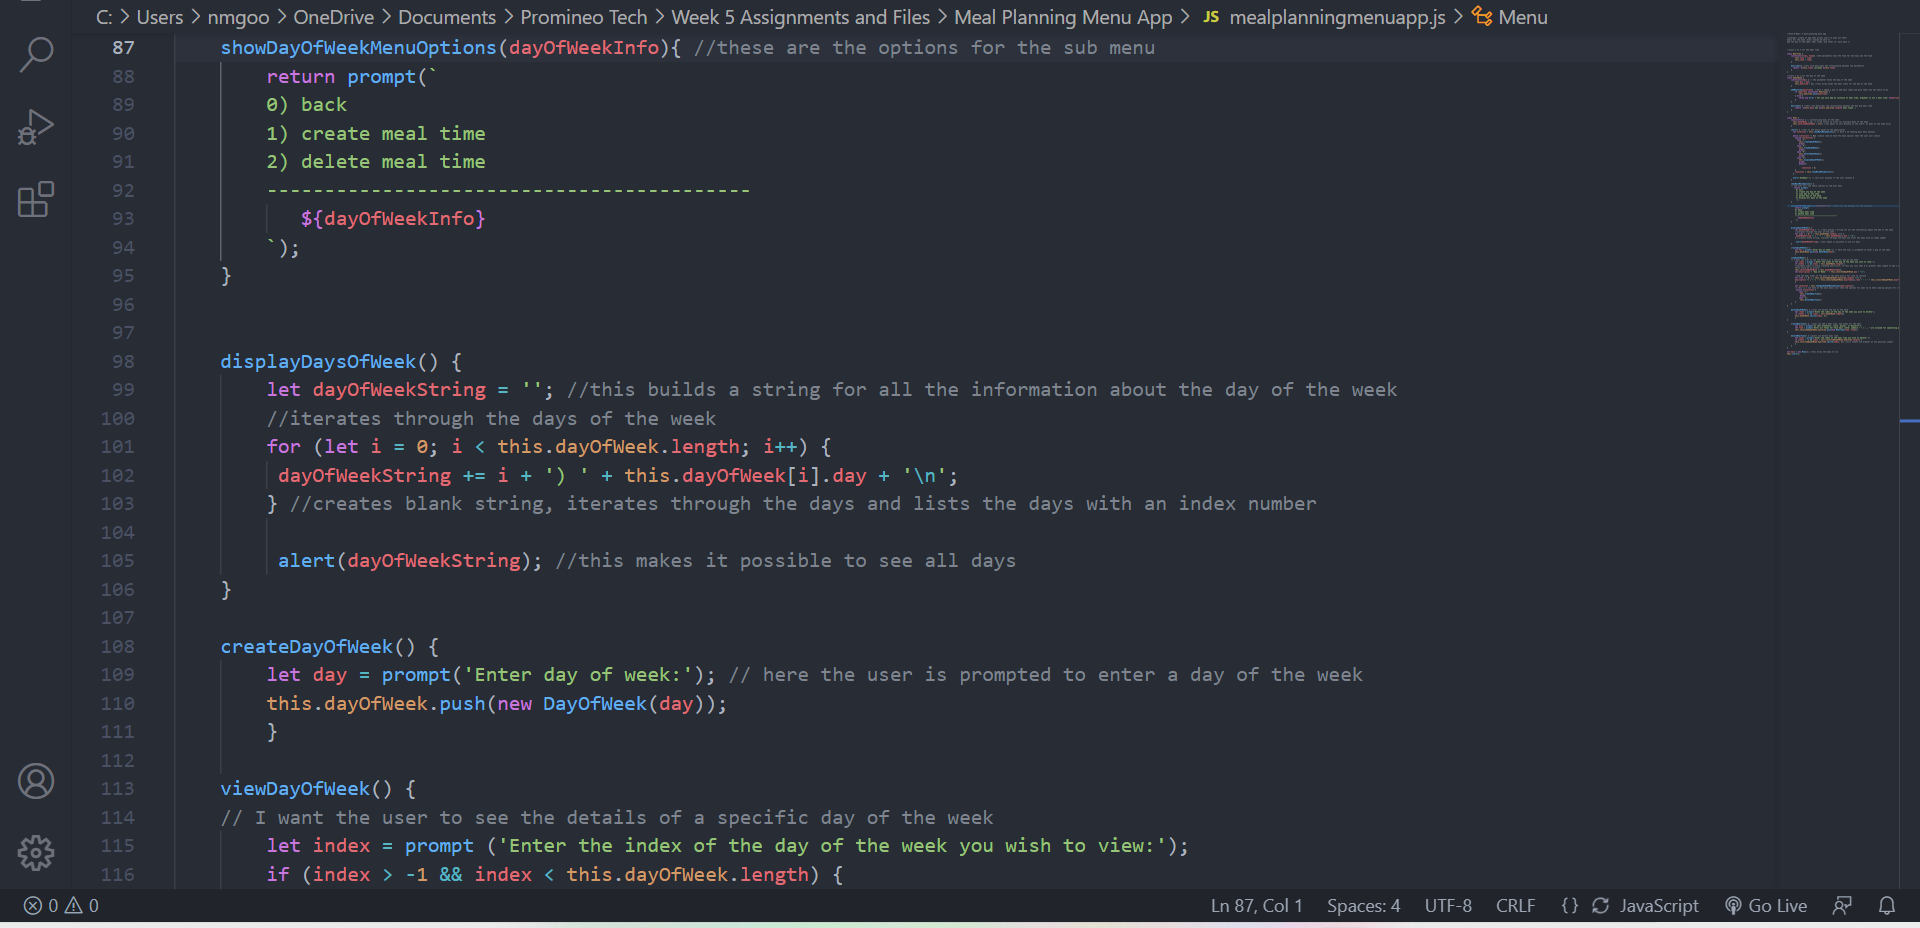 C: > Users > nmgoo > OneDrive > Documents > Promineo Tech > Week 5 Assignments and Files > Meal Planning Menu App > JS mealplanningmenuapp.js > Menu
87 showDayOfWeekMenuOptions(dayOfWeekInfo){ //these are the options for the sub menu
88 return prompt(`
89 0) back
90 1) create meal time
91 2) delete meal time
92 ------------------------------------------
93 ${dayOfWeekInfo}
94 `);
95 }
96
97
98 displayDaysOfWeek() {
99 let dayOfWeekString = ''; //this builds a string for all the information about the day of the week
100 //iterates through the days of the week
101 for (let i = 0; i < this.dayOfWeek.length; i++) {
102 dayOfWeekString += i + ') ' + this.dayOfWeek[i].day + '\n';
103 } //creates blank string, iterates through the days and lists the days with an index number
104
105 alert(dayOfWeekString); //this makes it possible to see all days
106 }
107
108 createDayOfWeek() {
109 let day = prompt('Enter day of week:'); // here the user is prompted to enter a day of the week
110 this.dayOfWeek.push(new DayOfWeek(day));
111 }
112
113 viewDayOfWeek() {
114 // I want the user to see the details of a specific day of the week
115 let index = prompt ('Enter the index of the day of the week you wish to view:');
116 if (index > -1 && index < this.dayOfWeek.length) {
0 0 Ln 87, Col 1 Spaces: 4 UTF-8 CRLF {} JavaScript Go Live